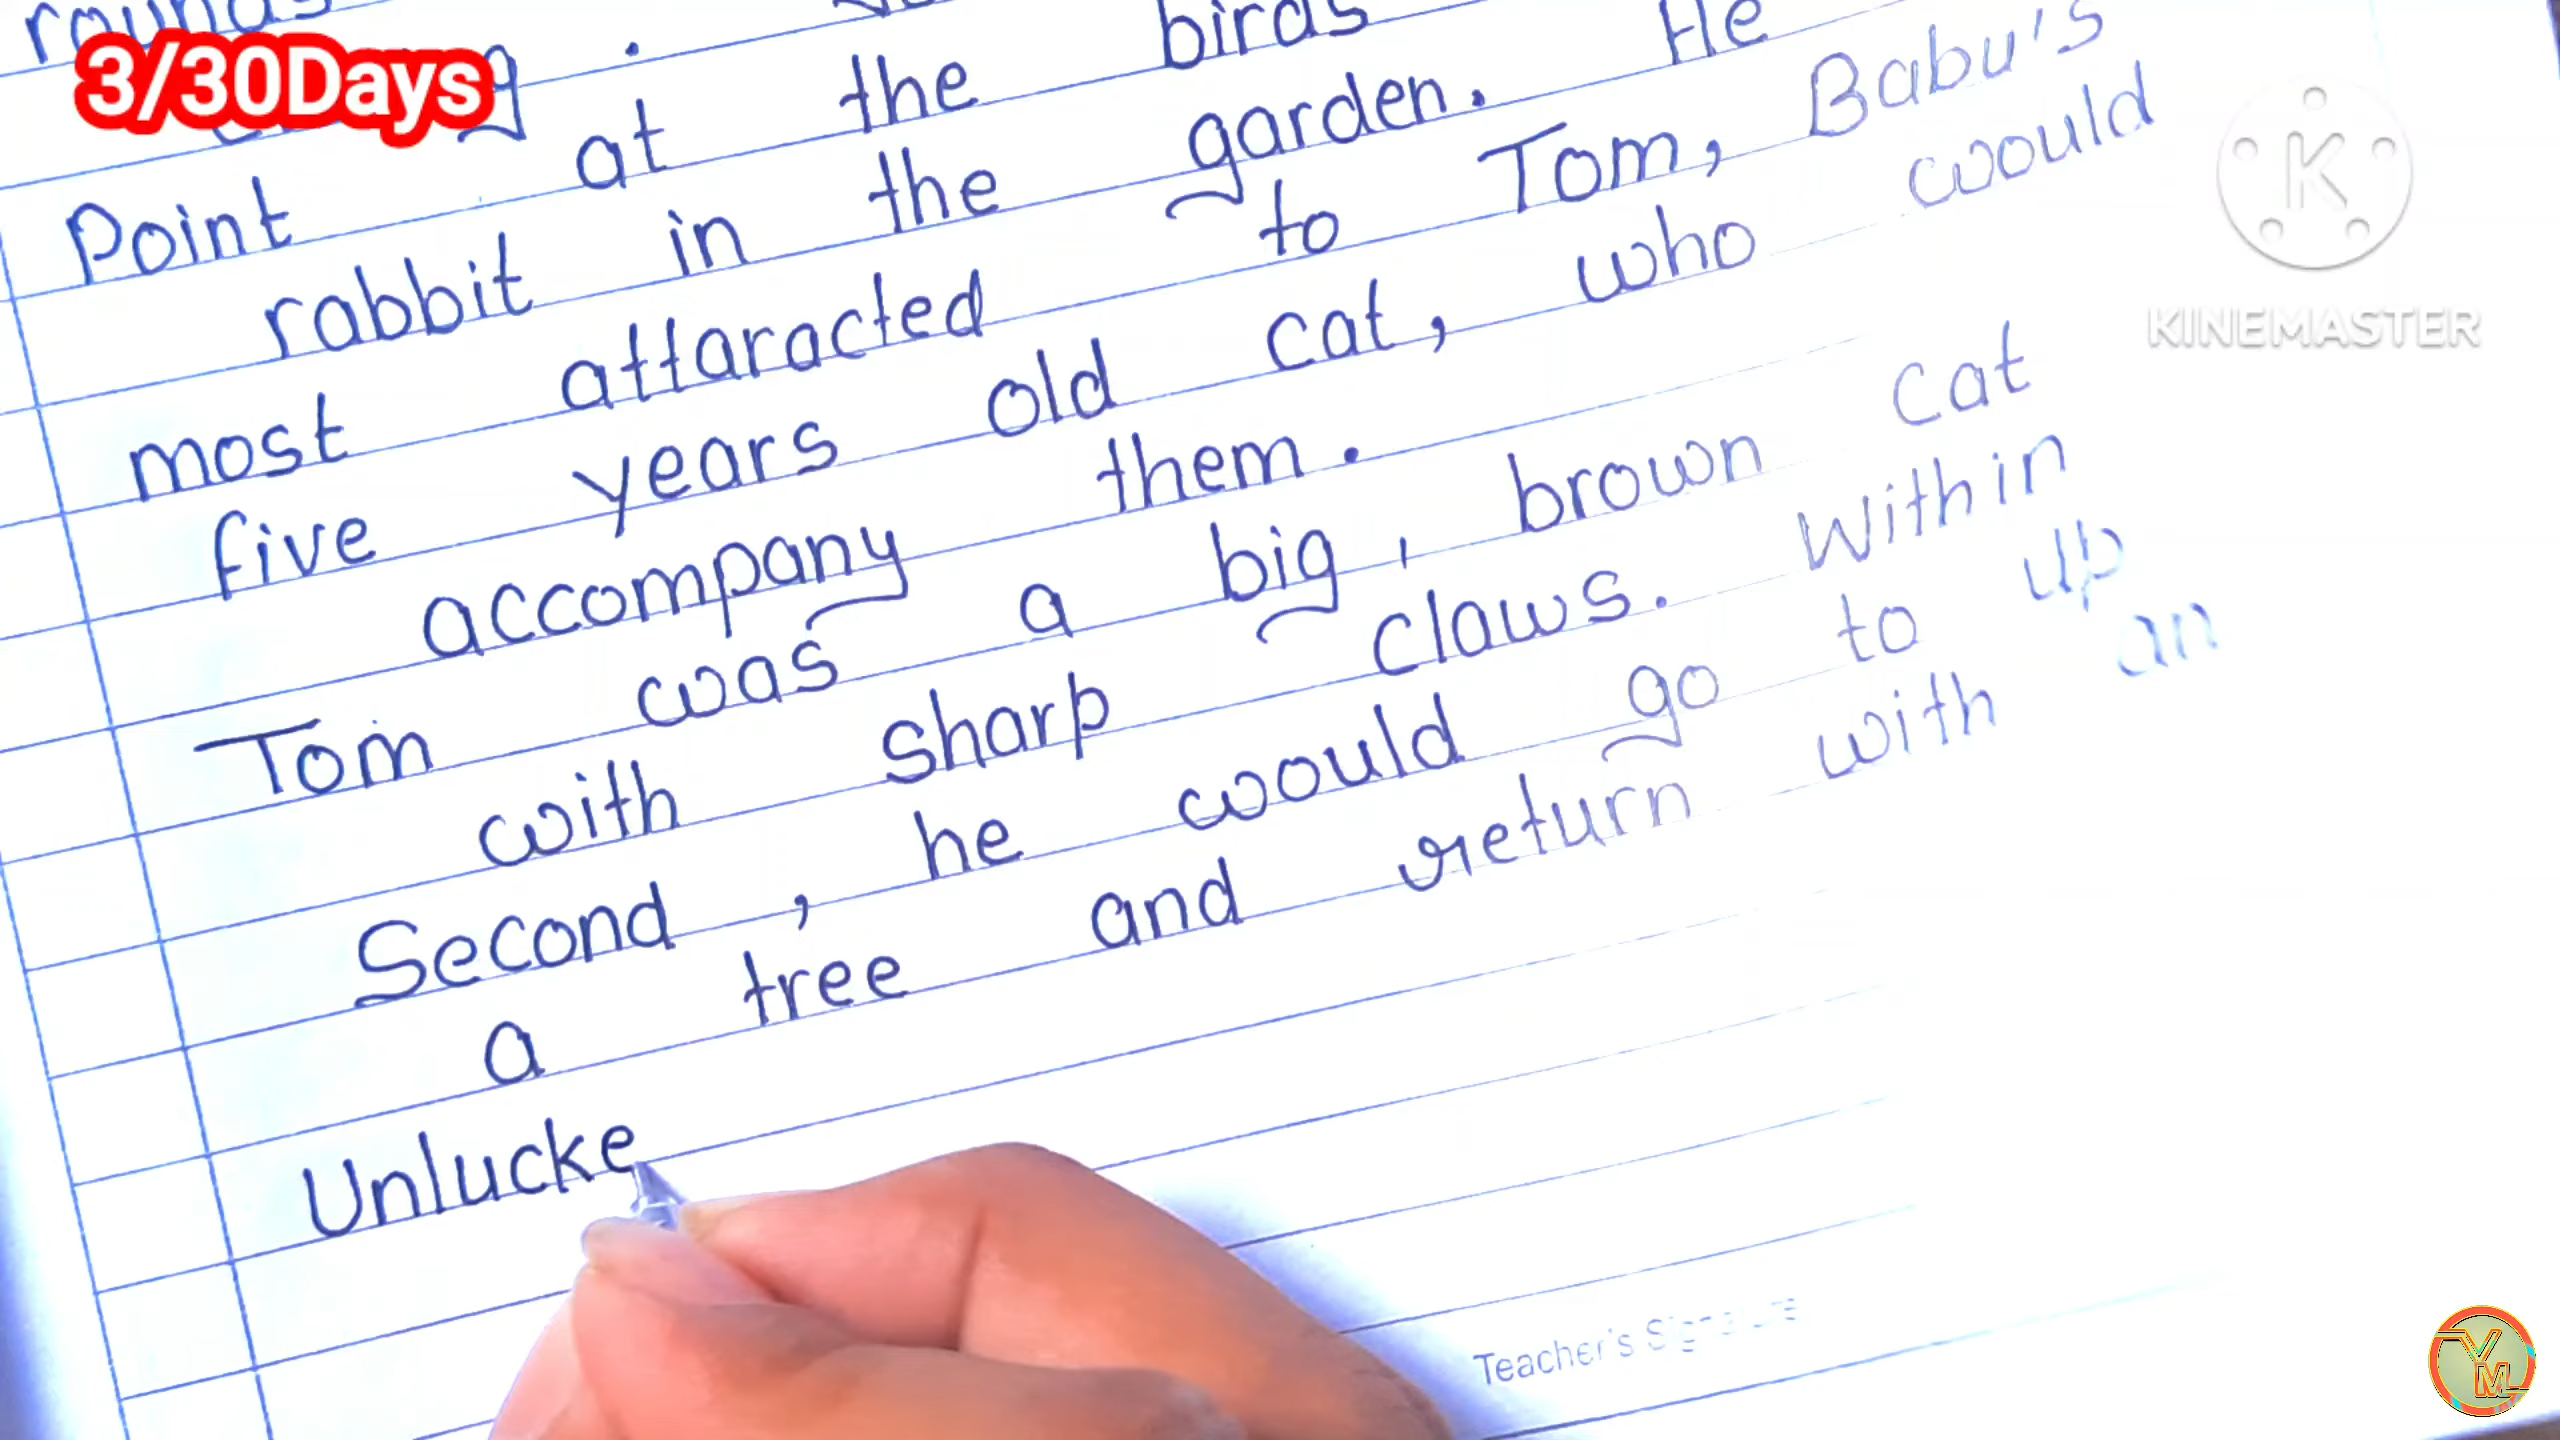 3/30Days
Point at the birds
rabbit in the garden. He
most attaracted to Tom, Babu's
five years old cat, who would
accompany them.
Tom was a big, brown cat
with sharp claws. Within
Second, he would go to up
a tree and return with an
Unlucke
KINEMASTER
Teacher's Signature
YM